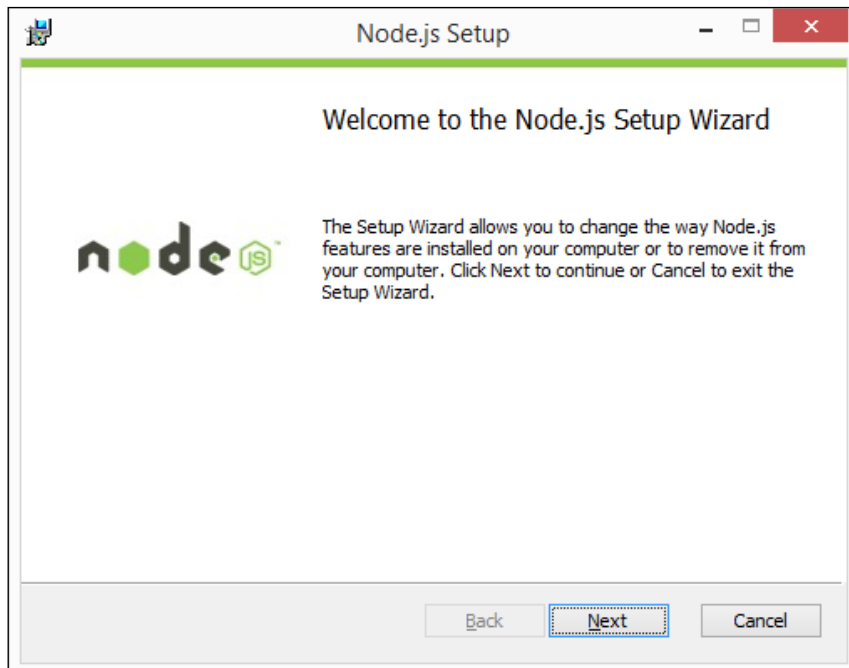 Node.js Setup
Welcome to the Node.js Setup Wizard
node JS™
The Setup Wizard allows you to change the way Node.js
features are installed on your computer or to remove it from
your computer. Click Next to continue or Cancel to exit the
Setup Wizard.
Back
Next
Cancel